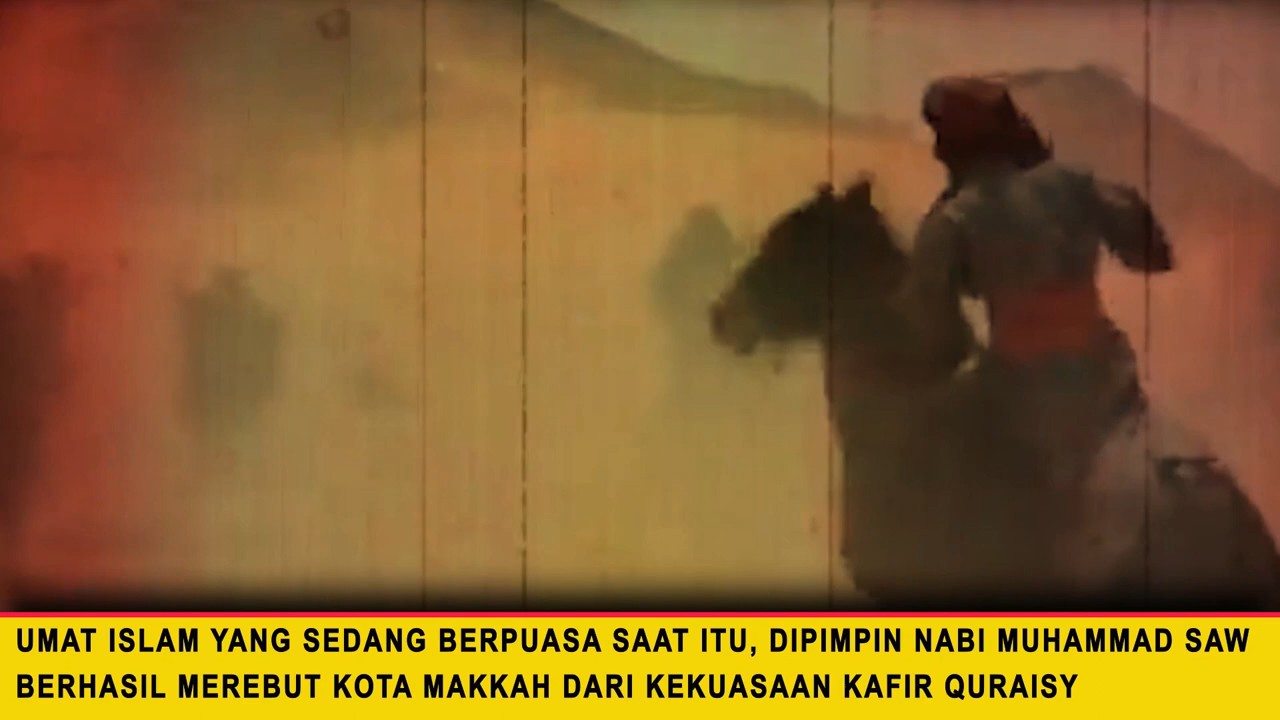 UMAT ISLAM YANG SEDANG BERPUASA SAAT ITU, DIPIMPIN NABI MUHAMMAD SAW
BERHASIL MEREBUT KOTA MAKKAH DARI KEKUASAAN KAFIR QURAISY